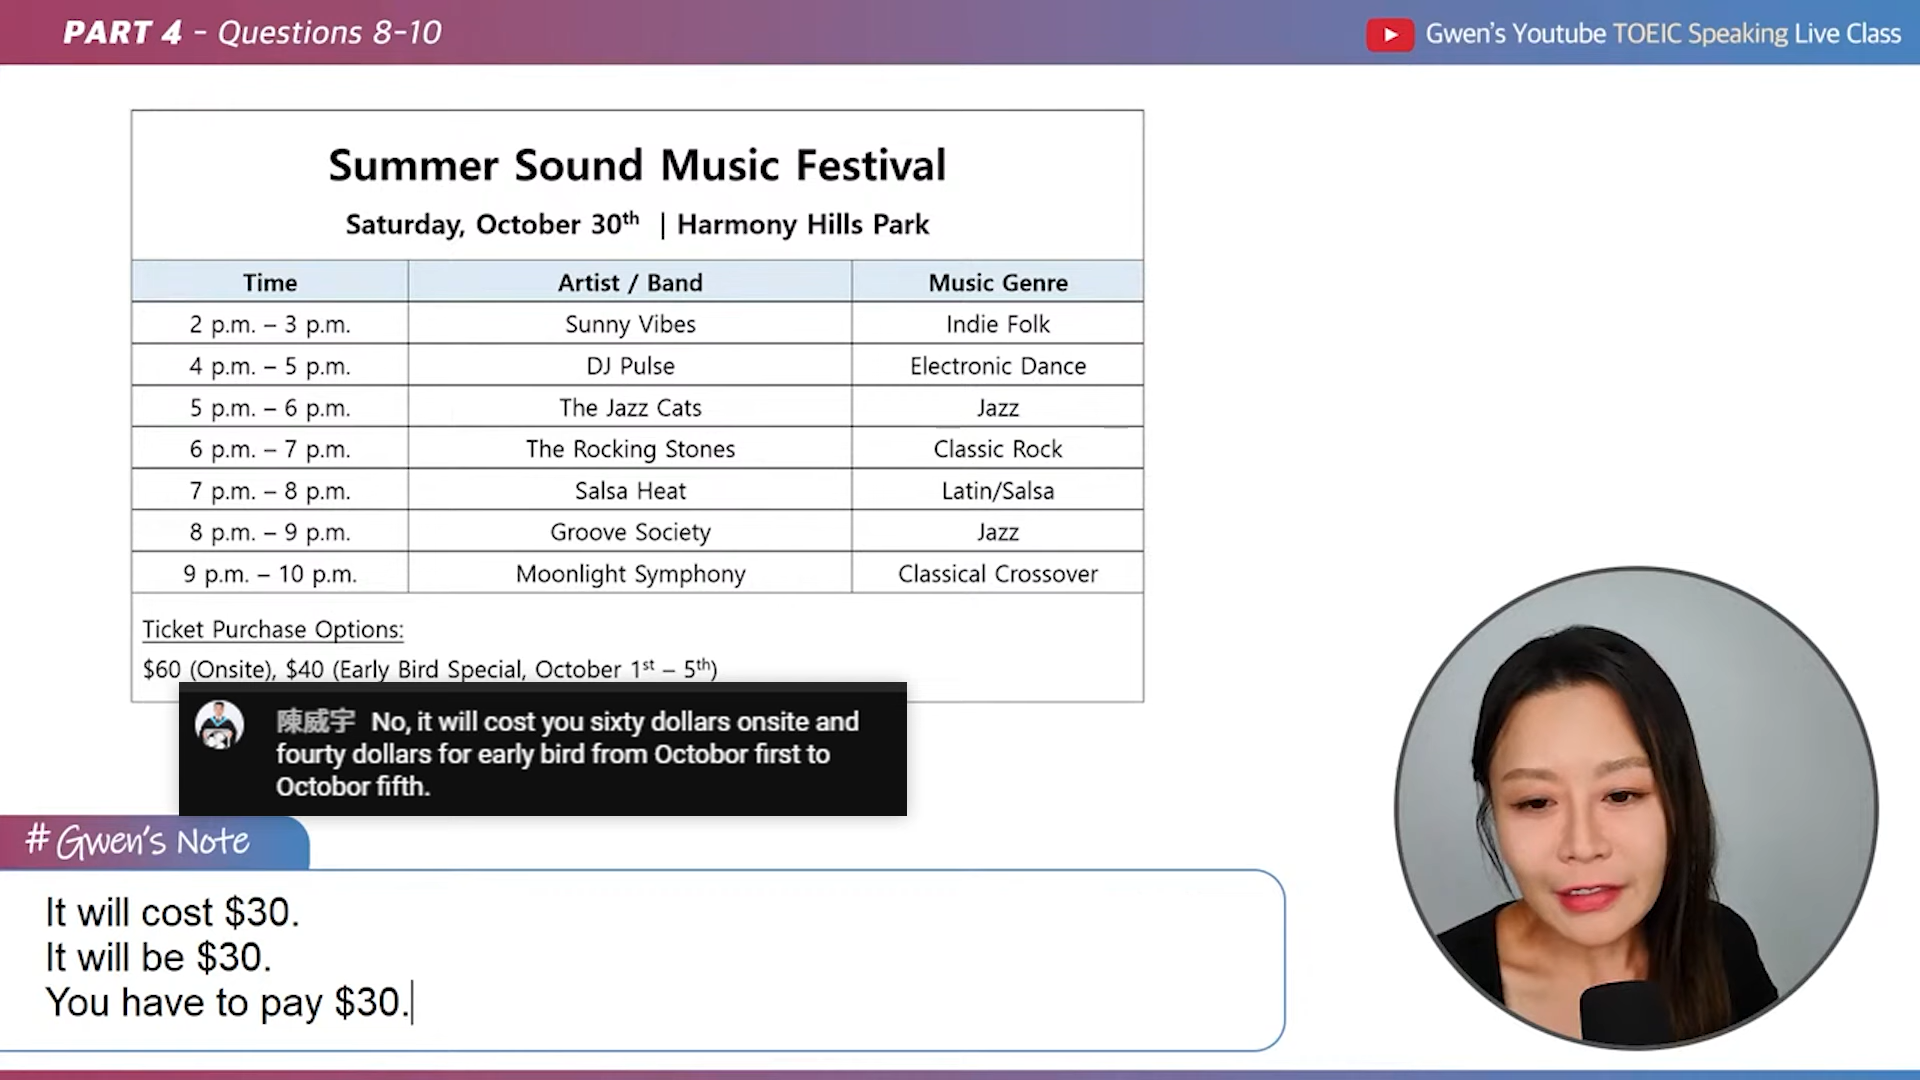 PART 4 - Questions 8-10
Gwen's Youtube TOEIC Speaking Live Class
Summer Sound Music Festival
Saturday, October 30th | Harmony Hills Park
Time Artist / Band Music Genre
2 p.m. – 3 p.m. Sunny Vibes Indie Folk
4 p.m. – 5 p.m. DJ Pulse Electronic Dance
5 p.m. – 6 p.m. The Jazz Cats Jazz
6 p.m. – 7 p.m. The Rocking Stones Classic Rock
7 p.m. – 8 p.m. Salsa Heat Latin/Salsa
8 p.m. – 9 p.m. Groove Society Jazz
9 p.m. – 10 p.m. Moonlight Symphony Classical Crossover
Ticket Purchase Options:
$60 (Onsite), $40 (Early Bird Special, October 1st – 5th)
陳威宇 No, it will cost you sixty dollars onsite and
fourty dollars for early bird from Octobor first to
Octobor fifth.
# Gwen's Note
It will cost $30.
It will be $30.
You have to pay $30.